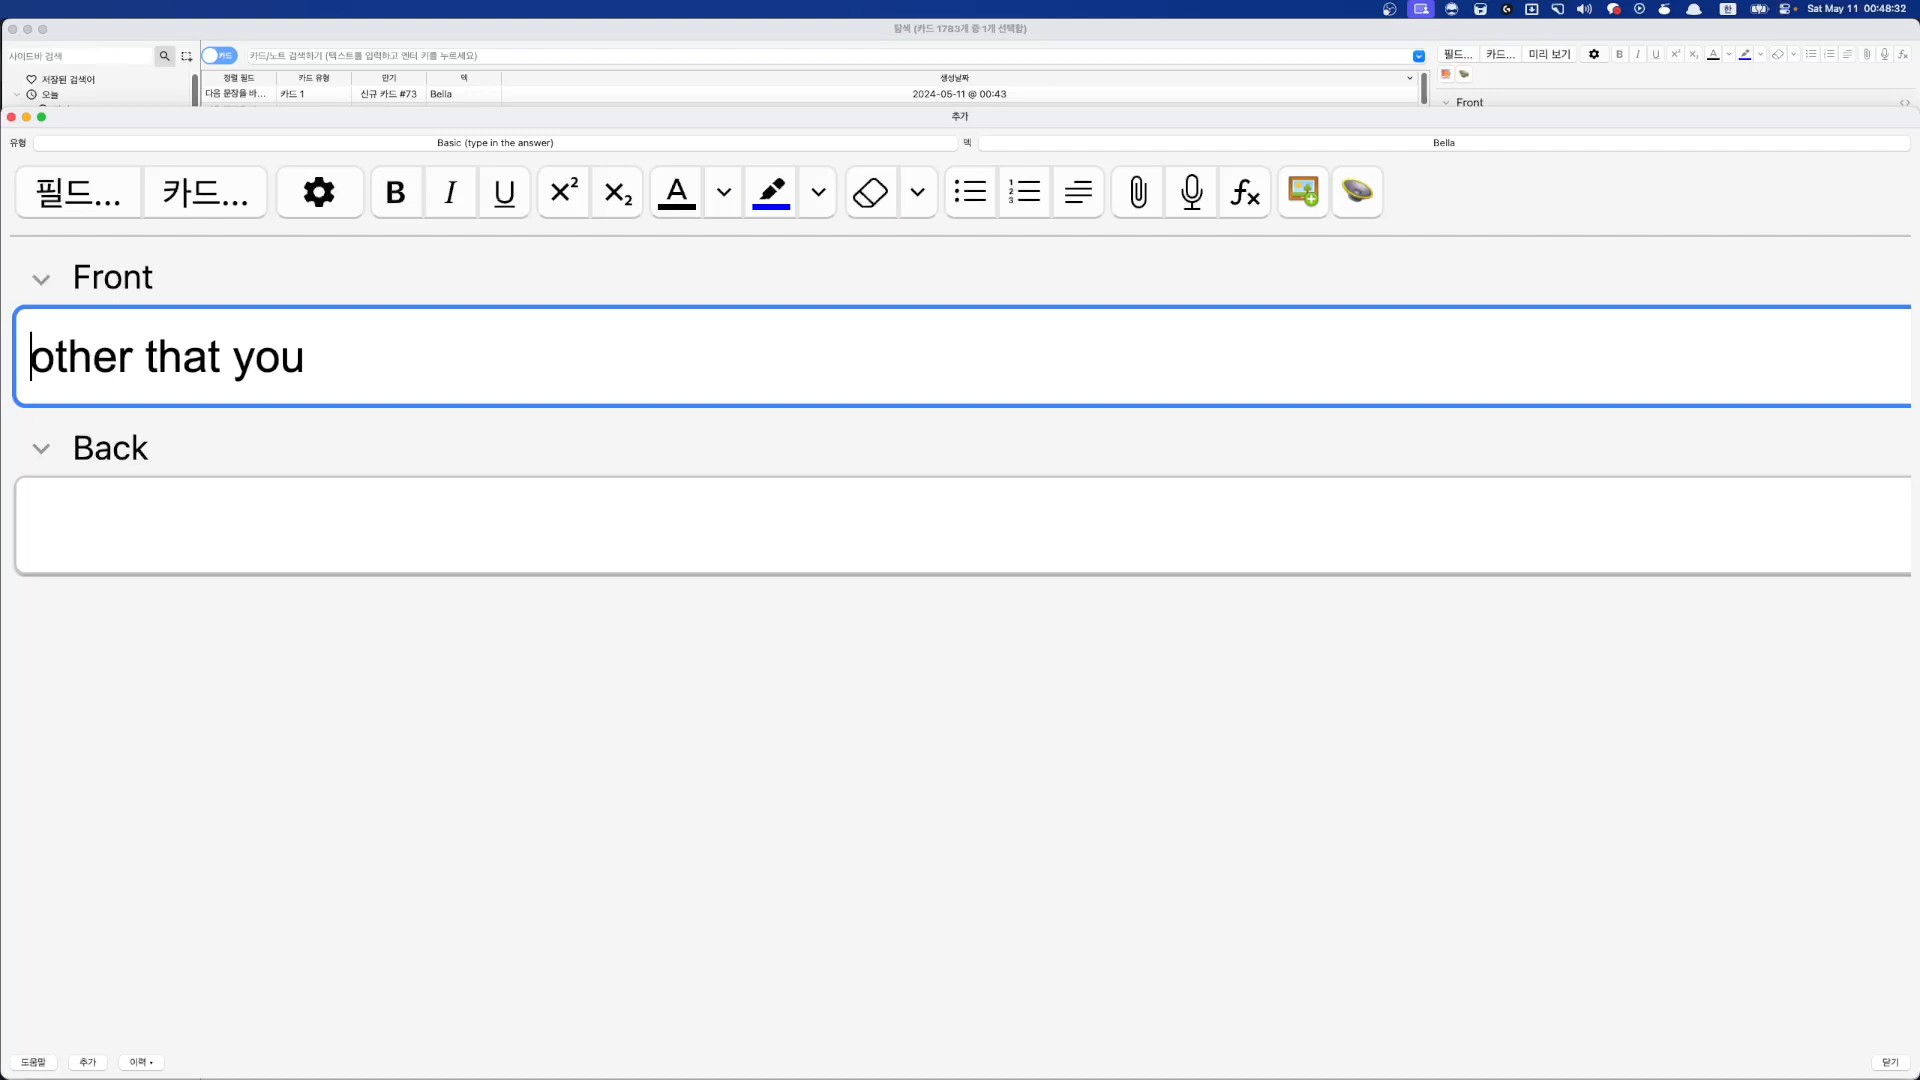 Sat May 11 00:48:32
탐색 (카드 1783개 중 1개 선택함)
사이드바 검색
카드
카드/노트 검색하기 (텍스트를 입력하고 엔터 키를 누르세요)
필드... 카드... 미리 보기
저장된 검색어
정렬 필드 카드 유형 만기 덱 생성날짜
오늘
다음 문장을 바... 카드 1 신규 카드 #73 Bella 2024-05-11 @ 00:43
Front
추가
유형 Basic (type in the answer) 덱 Bella
필드... 카드... B I U X² X₂ A fx
Front
other that you
Back
도움말 추가 이력 닫기